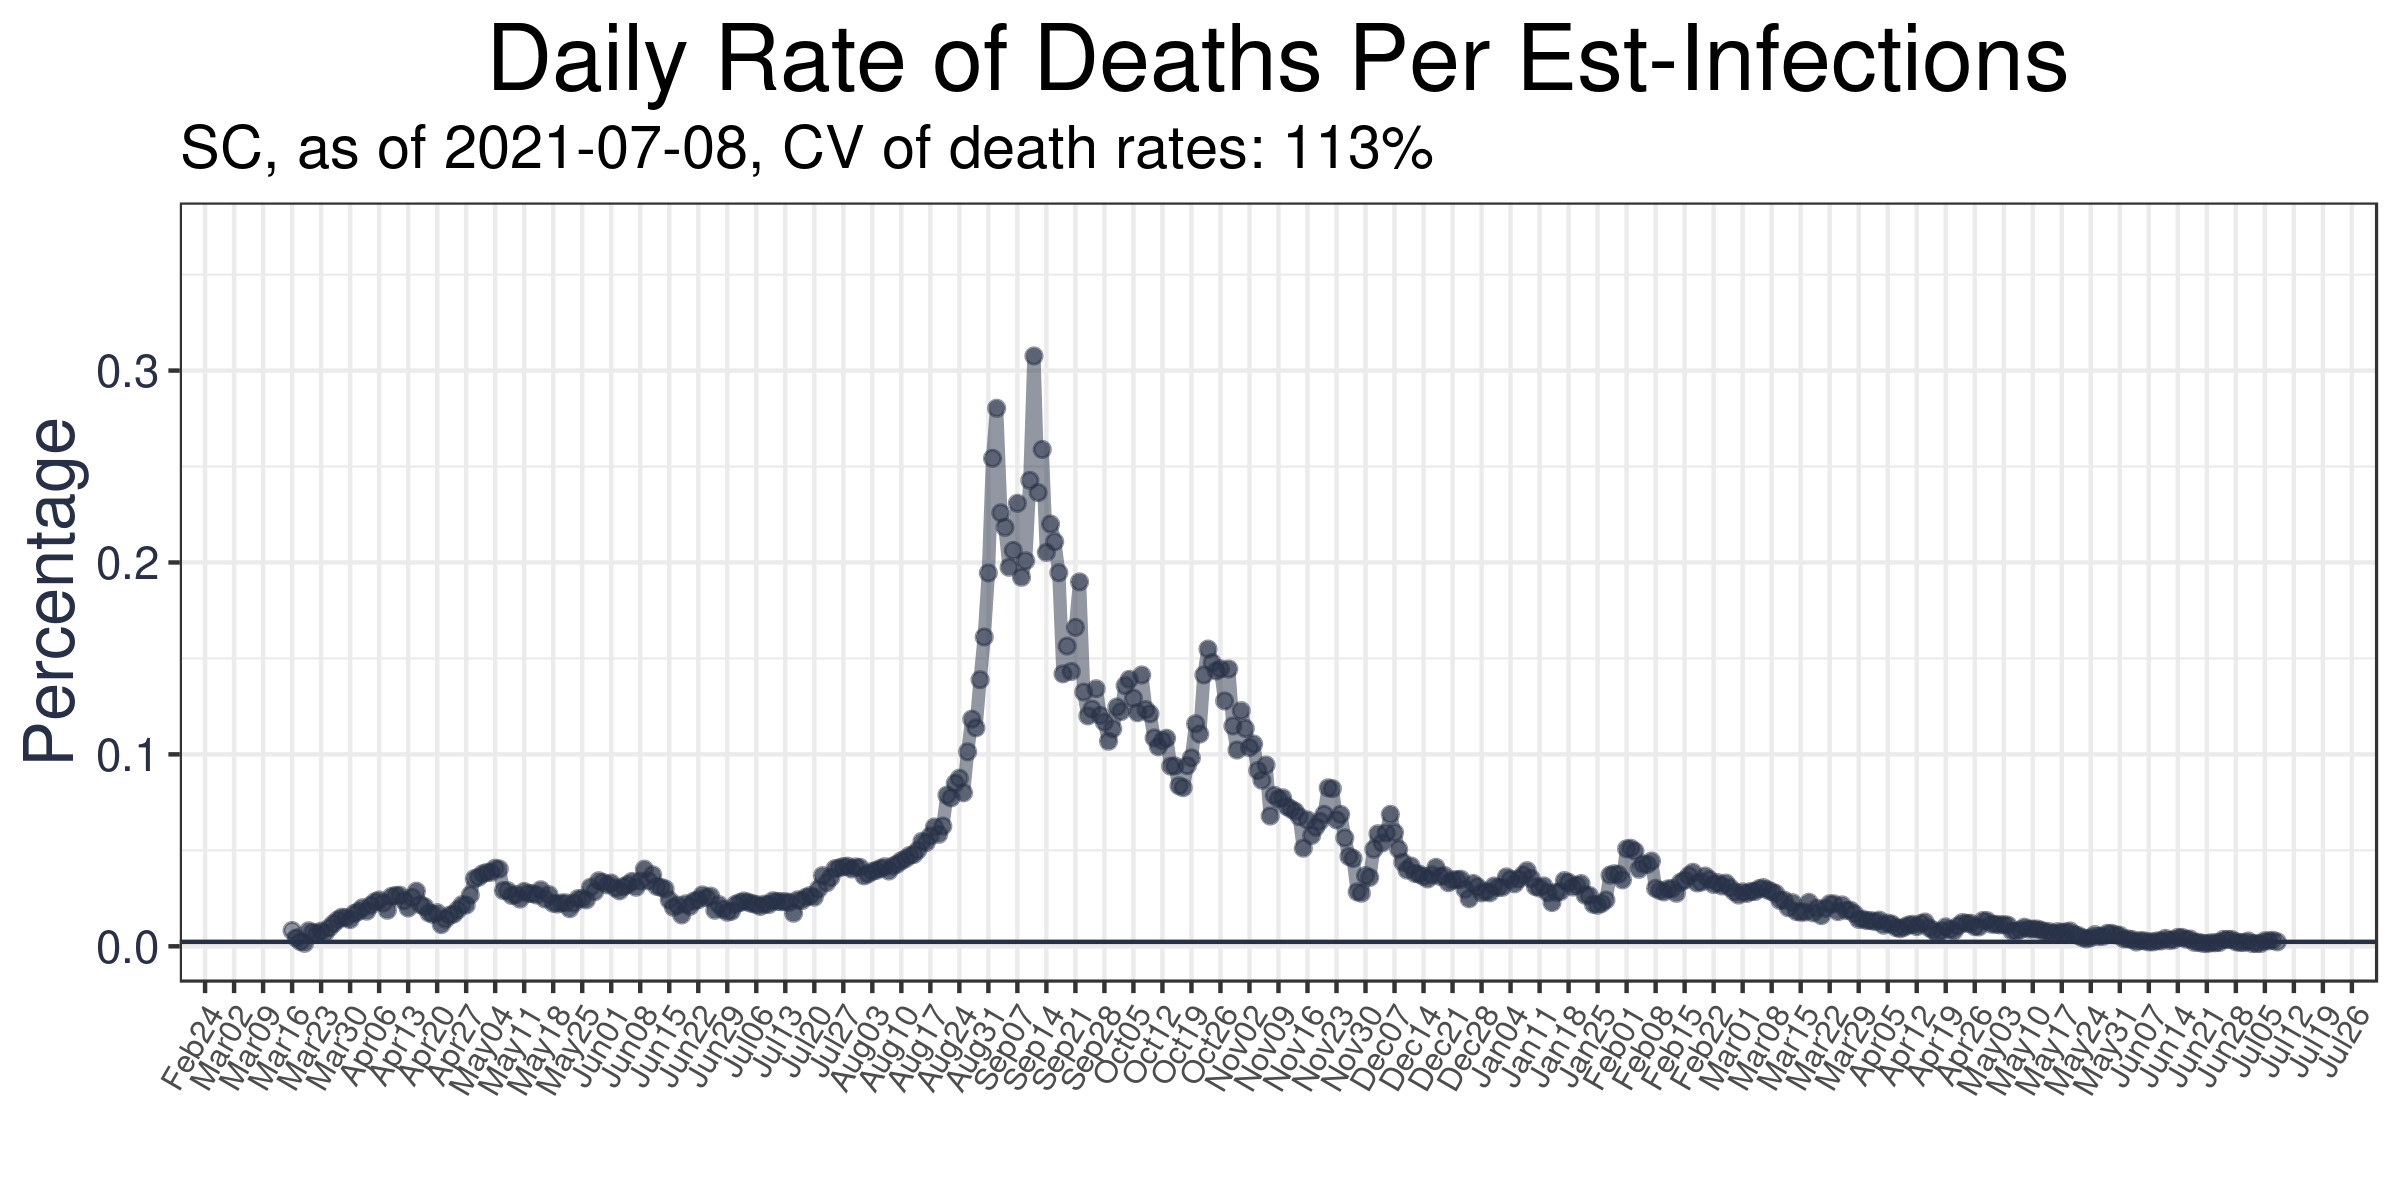 Daily Rate of Deaths Per Est-Infections
SC, as of 2021-07-08, CV of death rates: 113%
Percentage
0.3
0.2
0.1
0.0
Feb24
Mar02
Mar09
Mar16
Mar23
Mar30
Apr06
Apr13
Apr20
Apr27
May04
May11
May18
May25
Jun01
Jun08
Jun15
Jun22
Jun29
Jul06
Jul13
Jul20
Jul27
Aug03
Aug10
Aug17
Aug24
Aug31
Sep07
Sep14
Sep21
Sep28
Oct05
Oct12
Oct19
Oct26
Nov02
Nov09
Nov16
Nov23
Nov30
Dec07
Dec14
Dec21
Dec28
Jan04
Jan11
Jan18
Jan25
Feb01
Feb08
Feb15
Feb22
Mar01
Mar08
Mar15
Mar22
Mar29
Apr05
Apr12
Apr19
Apr26
May03
May10
May17
May24
May31
Jun07
Jun14
Jun21
Jun28
Jul05
Jul12
Jul19
Jul26